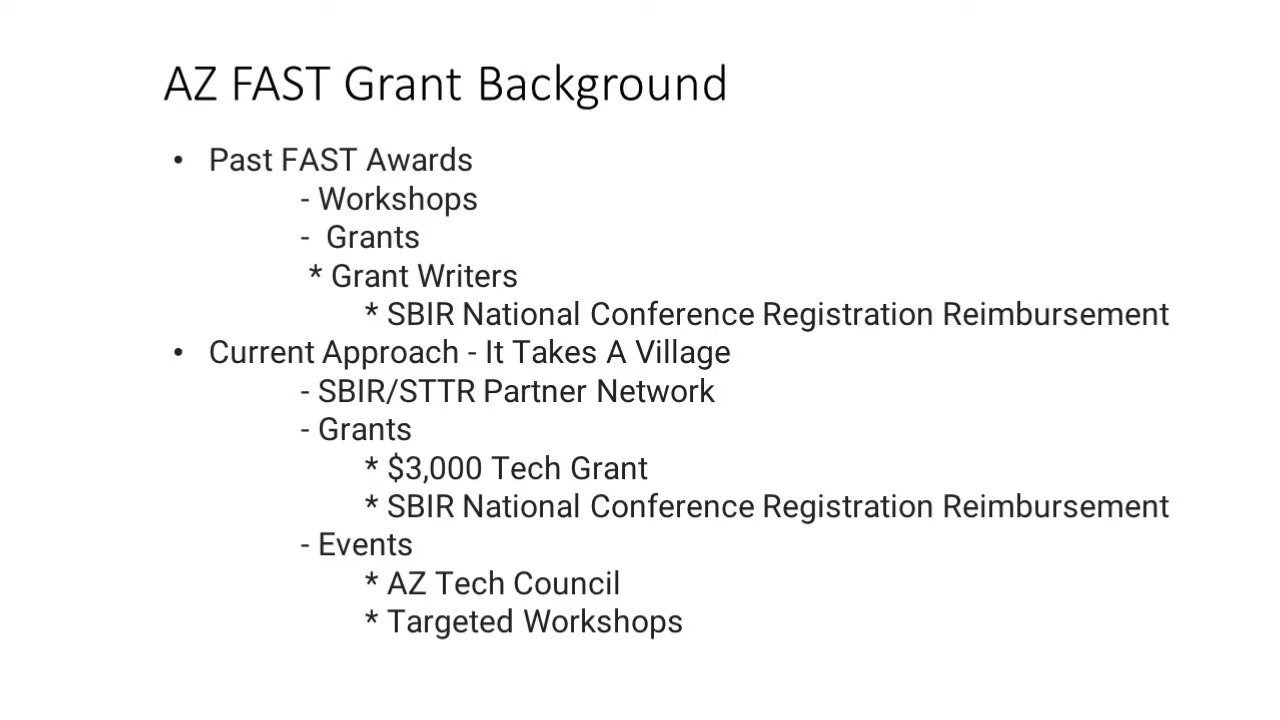 AZ FAST Grant Background
• Past FAST Awards
- Workshops
- Grants
* Grant Writers
* SBIR National Conference Registration Reimbursement
• Current Approach - It Takes A Village
- SBIR/STTR Partner Network
- Grants
* $3,000 Tech Grant
* SBIR National Conference Registration Reimbursement
- Events
* AZ Tech Council
* Targeted Workshops